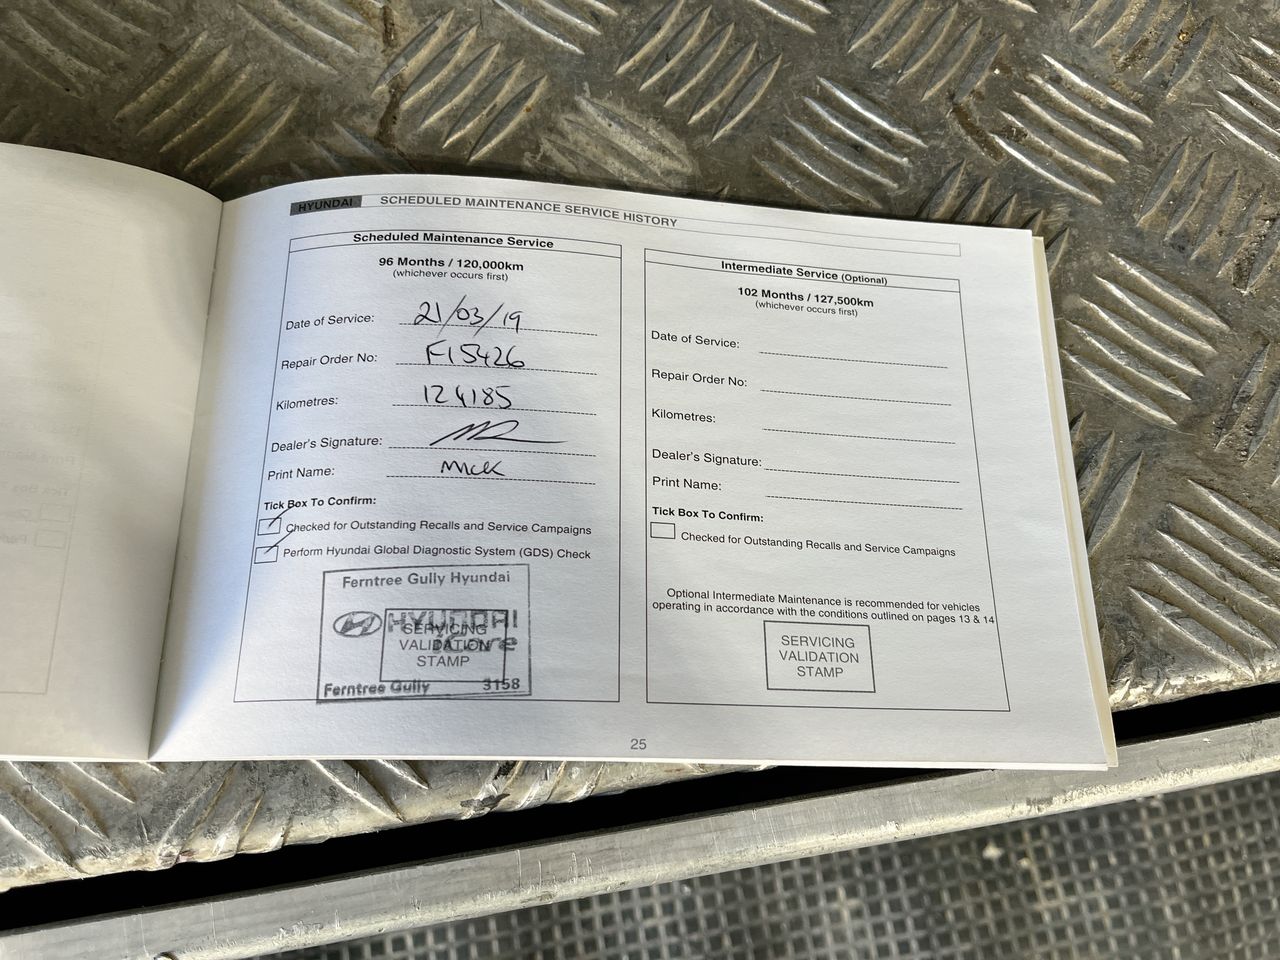 HYUNDAI SCHEDULED MAINTENANCE SERVICE HISTORY
Scheduled Maintenance Service
96 Months / 120,000km
(whichever occurs first)
Date of Service: 21/03/19
Repair Order No: F15426
Kilometres: 124185
Dealer's Signature:
Print Name: Mick
Tick Box To Confirm:
Checked for Outstanding Recalls and Service Campaigns
Perform Hyundai Global Diagnostic System (GDS) Check
Ferntree Gully Hyundai
HYUNDAI
SERVICING
VALIDATION
STAMP
Ferntree Gully 3158
Intermediate Service (Optional)
102 Months / 127,500km
(whichever occurs first)
Date of Service:
Repair Order No:
Kilometres:
Dealer's Signature:
Print Name:
Tick Box To Confirm:
Checked for Outstanding Recalls and Service Campaigns
Optional Intermediate Maintenance is recommended for vehicles
operating in accordance with the conditions outlined on pages 13 & 14
SERVICING
VALIDATION
STAMP
25